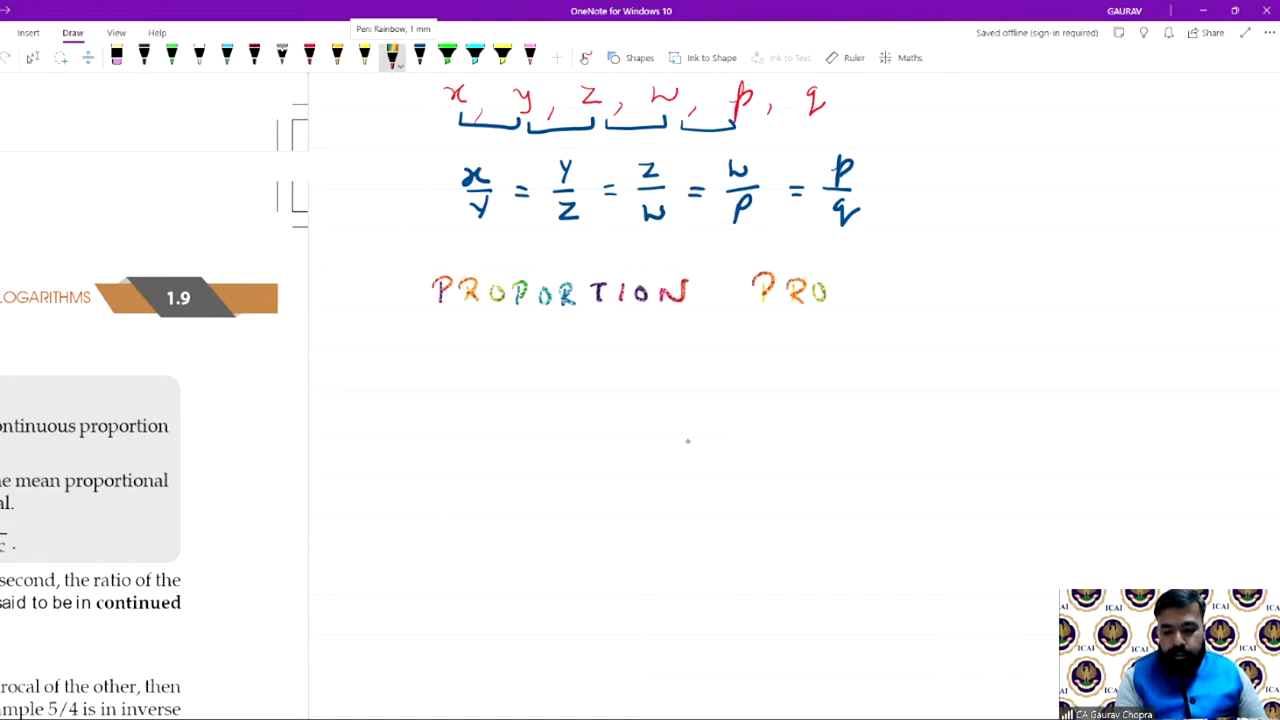 OneNote for Windows 10
GAURAV
Insert Draw View Help
Pen: Rainbow, 1 mm
Saved offline (sign-in required)
Share
Shapes Ink to Shape Ink to Text Ruler Maths
x, y, z, w, p, q
x/y = y/z = z/w = w/p = p/q
PROPORTION PRO
LOGARITHMS 1.9
ontinuous proportion
e mean proportional
al.
c.
second, the ratio of the
said to be in continued
rocal of the other, then
ample 5/4 is in inverse
ICAI
CA Gaurav Chopra